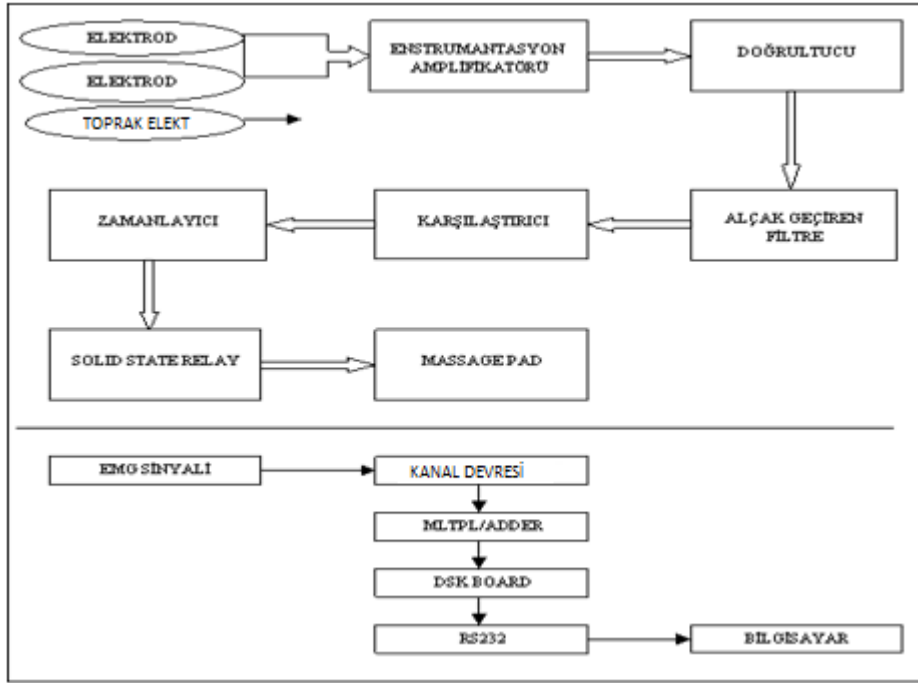 ELEKTROD
ELEKTROD
TOPRAK ELEKT
ENSTRUMANTASYON
AMPLIFIKATÖRÜ
DOĞRULTUCU
ZAMANLAYICI
KARŞILAŞTIRICI
ALÇAK GEÇİREN
FİLTRE
SOLID STATE RELAY
MASSAGE PAD
EMG SİNYALİ
KANAL DEVRESİ
MLTPL/ADDER
DSK BOARD
RS232
BİLGİSAYAR